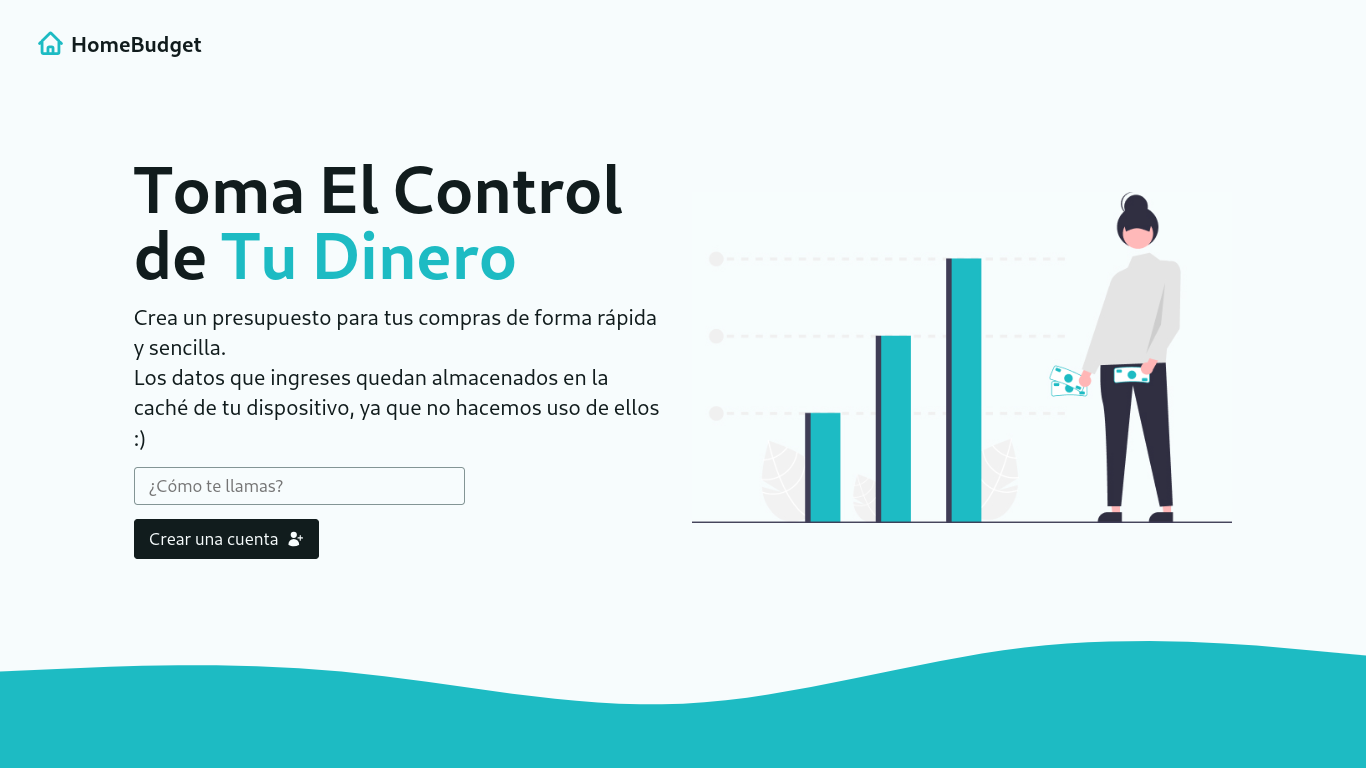 HomeBudget
Toma El Control
de Tu Dinero
Crea un presupuesto para tus compras de forma rápida
y sencilla.
Los datos que ingreses quedan almacenados en la
caché de tu dispositivo, ya que no hacemos uso de ellos
:)
¿Cómo te llamas?
Crear una cuenta